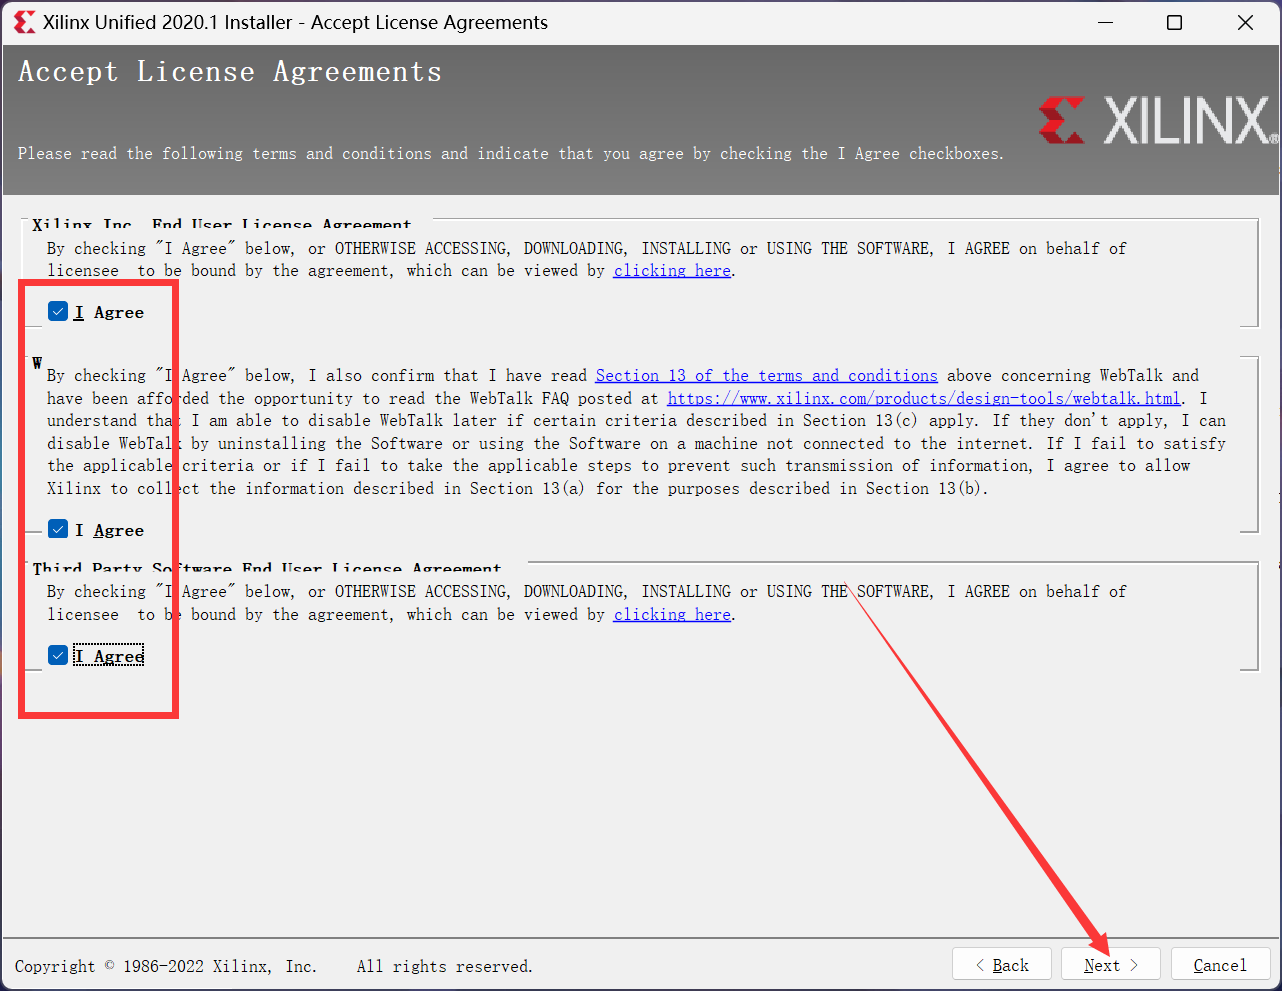 Xilinx Unified 2020.1 Installer - Accept License Agreements
Accept License Agreements
XILINX®
Please read the following terms and conditions and indicate that you agree by checking the I Agree checkboxes.
Xilinx Inc. End User License Agreement
By checking "I Agree" below, or OTHERWISE ACCESSING, DOWNLOADING, INSTALLING or USING THE SOFTWARE, I AGREE on behalf of
licensee to be bound by the agreement, which can be viewed by clicking here.
I Agree
W
By checking "I Agree" below, I also confirm that I have read Section 13 of the terms and conditions above concerning WebTalk and
have been afforded the opportunity to read the WebTalk FAQ posted at https://www.xilinx.com/products/design-tools/webtalk.html. I
understand that I am able to disable WebTalk later if certain criteria described in Section 13(c) apply. If they don't apply, I can
disable WebTalk by uninstalling the Software or using the Software on a machine not connected to the internet. If I fail to satisfy
the applicable criteria or if I fail to take the applicable steps to prevent such transmission of information, I agree to allow
Xilinx to collect the information described in Section 13(a) for the purposes described in Section 13(b).
I Agree
Third Party Software End User License Agreement
By checking "I Agree" below, or OTHERWISE ACCESSING, DOWNLOADING, INSTALLING or USING THE SOFTWARE, I AGREE on behalf of
licensee to be bound by the agreement, which can be viewed by clicking here.
I Agree
Copyright © 1986-2022 Xilinx, Inc. All rights reserved.
< Back
Next >
Cancel